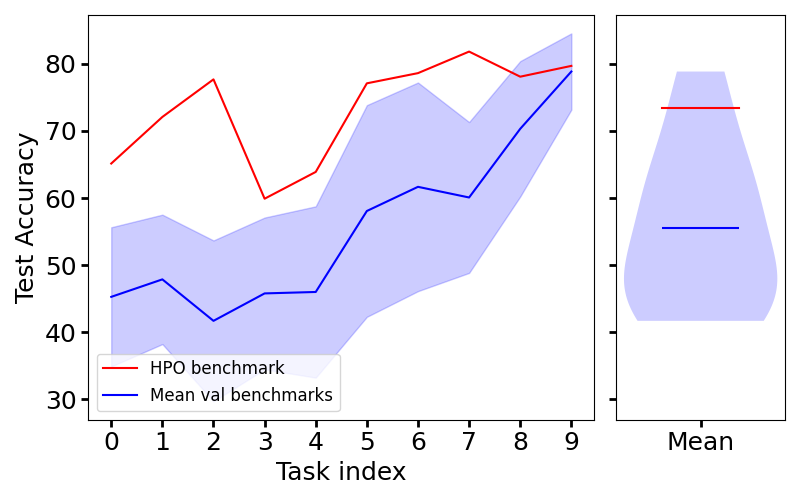 Test Accuracy
80
70
60
50
40
30
HPO benchmark
Mean val benchmarks
0 1 2 3 4 5 6 7 8 9
Task index
Mean